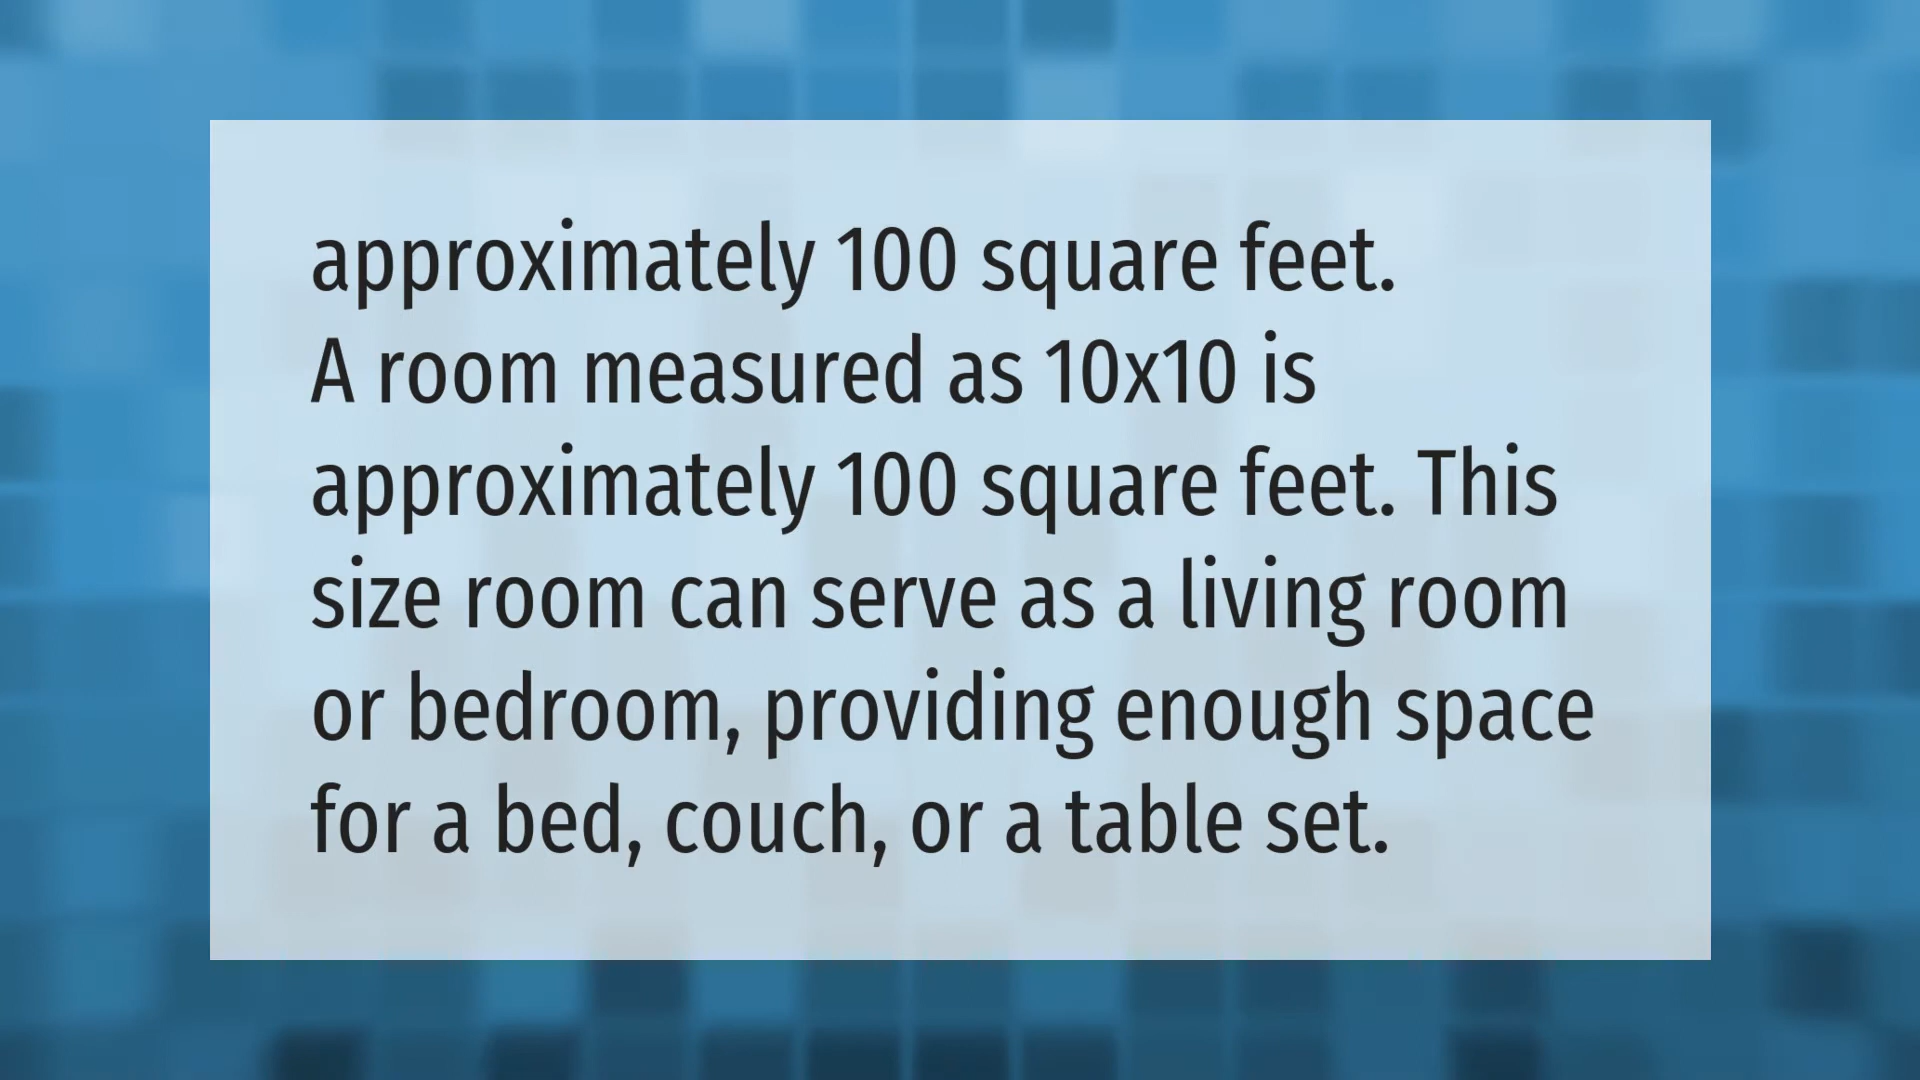 approximately 100 square feet.
A room measured as 10x10 is
approximately 100 square feet. This
size room can serve as a living room
or bedroom, providing enough space
for a bed, couch, or a table set.